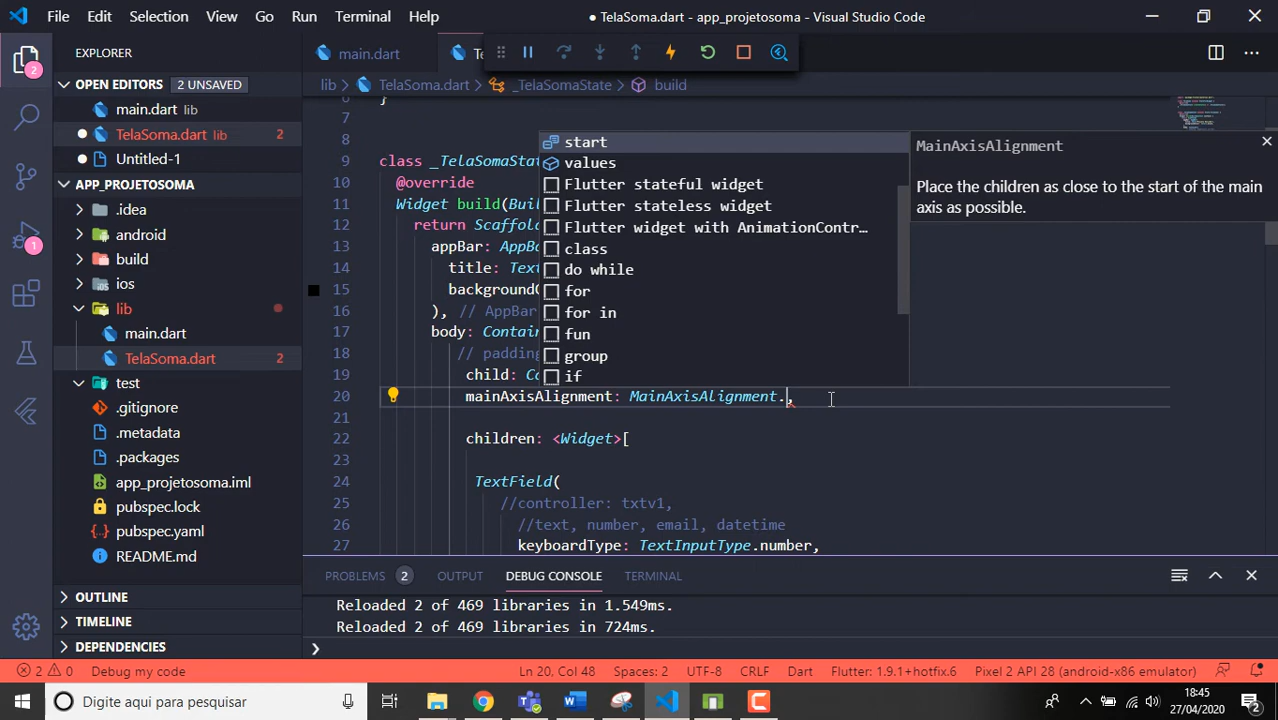 File Edit Selection View Go Run Terminal Help
● TelaSoma.dart - app_projetosoma - Visual Studio Code
EXPLORER
OPEN EDITORS 2 UNSAVED
main.dart lib
TelaSoma.dart lib 2
Untitled-1
APP_PROJETOSOMA
.idea
android
build
ios
lib
main.dart
TelaSoma.dart 2
test
.gitignore
.metadata
.packages
app_projetosoma.iml
pubspec.lock
pubspec.yaml
README.md
OUTLINE
TIMELINE
MAVEN PROJECTS
DEPENDENCIES
2
1
main.dart
lib > TelaSoma.dart > _TelaSomaState > build
6 }
7
8
9 class _TelaSomaState
10 @override
11 Widget build(
12 return
13 appBar:
14 title:
15
16 ), // AppBar
17 body:
18 // padding
19 child:
20 mainAxisAlignment: MainAxisAlignment.,
21
22 children: <Widget>[
23
24 TextField(
25 //controller: txtv1,
26 //text, number, email, datetime
27 keyboardType: TextInputType.number,
start
values
Flutter stateful widget
Flutter stateless widget
Flutter widget with AnimationContr...
class
do while
for
for in
fun
group
if
MainAxisAlignment
Place the children as close to the start of the main
axis as possible.
PROBLEMS 2 OUTPUT DEBUG CONSOLE TERMINAL
Reloaded 2 of 469 libraries in 1.549ms.
Reloaded 2 of 469 libraries in 724ms.
2 0 Debug my code Ln 20, Col 48 Spaces: 2 UTF-8 CRLF Dart Flutter: 1.9.1+hotfix.6 Pixel 2 API 28 (android-x86 emulator)
Digite aqui para pesquisar
18:45
27/04/2020
2